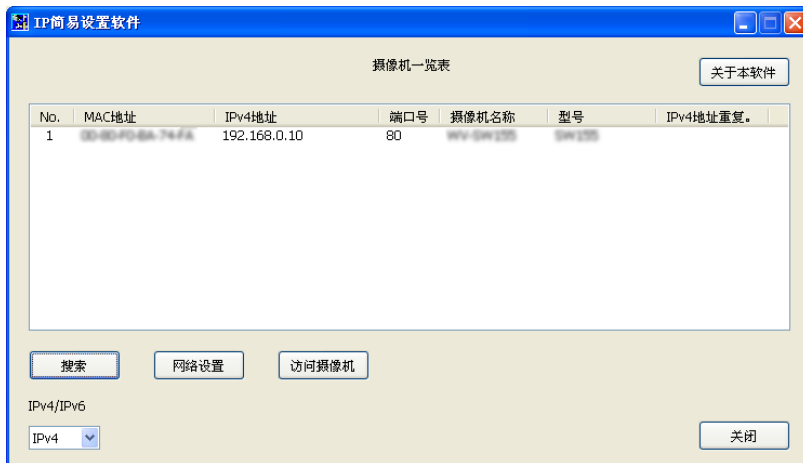 IP简易设置软件
摄像机一览表
关于本软件
No. MAC地址 IPv4地址 端口号 摄像机名称 型号 IPv4地址重复。
1 192.168.0.10 80
搜索 网络设置 访问摄像机
IPv4/IPv6
IPv4
关闭